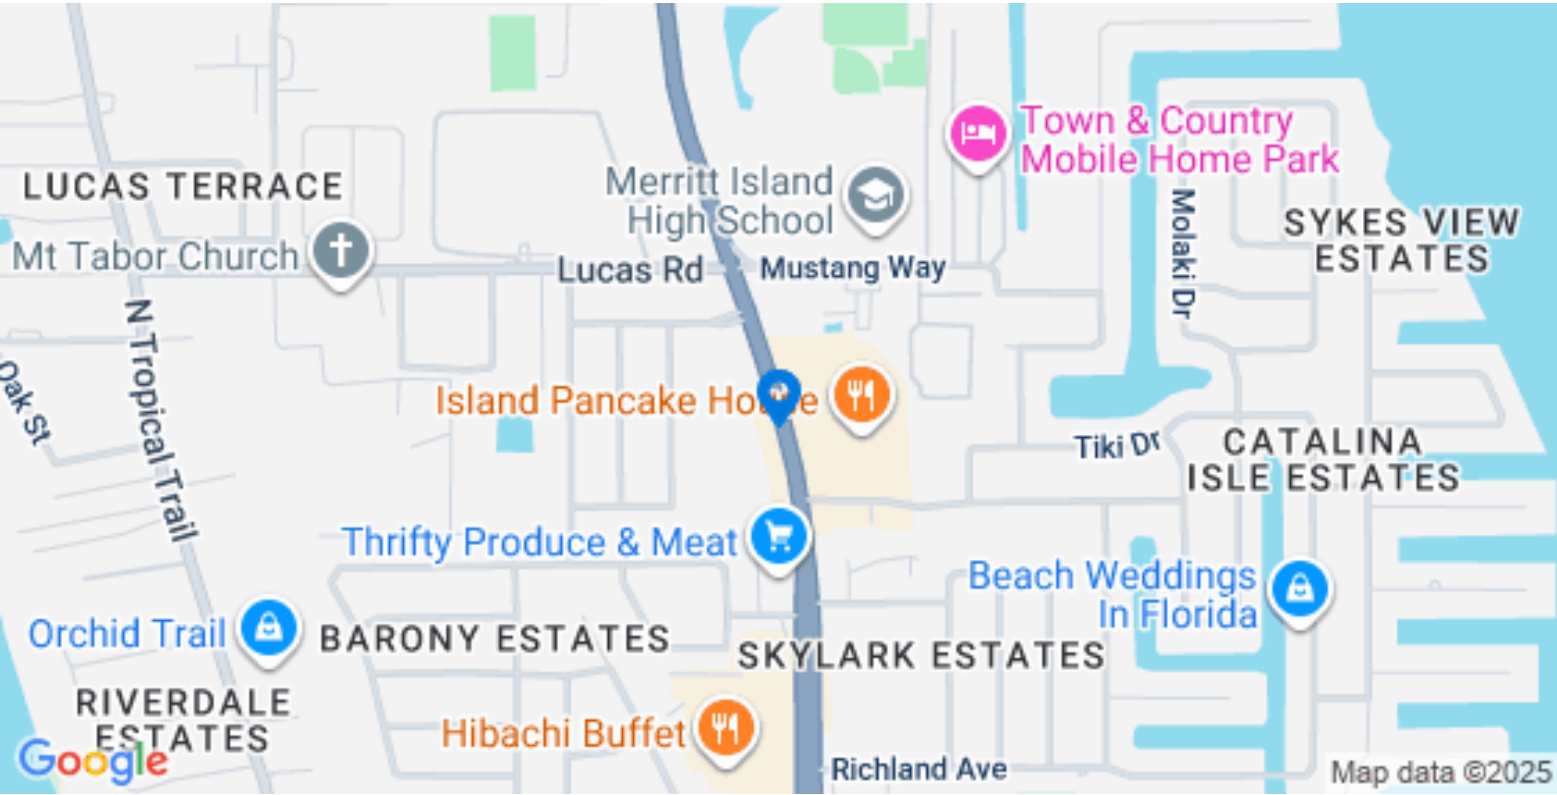 Town & Country
Mobile Home Park
LUCAS TERRACE
Merritt Island
High School
Molaki Dr
SYKES VIEW
ESTATES
Mt Tabor Church
Lucas Rd
Mustang Way
N Tropical Trail
Oak St
Island Pancake House
Tiki Dr
CATALINA
ISLE ESTATES
Thrifty Produce & Meat
Beach Weddings
In Florida
Orchid Trail
BARONY ESTATES
SKYLARK ESTATES
RIVERDALE
ESTATES
Hibachi Buffet
Richland Ave
Google
Map data ©2025